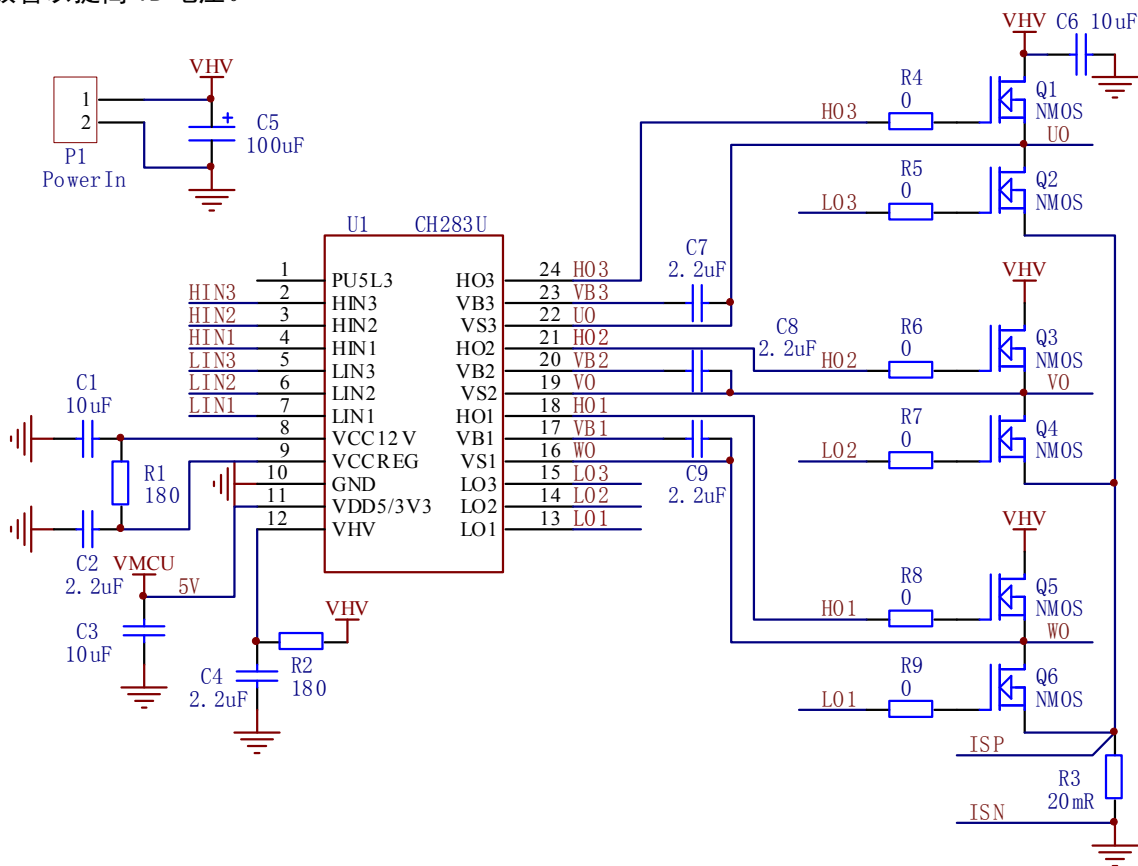 提高 电压。
VHV
C6 10uF
VHV
1
2
P1
PowerIn
C5
100uF
R4
0
HO3
Q1
NMOS
UO
R5
0
LO3
Q2
NMOS
U1 CH283U
C7
2.2uF
1 PU5L3 HO3 24 HO3
HIN3 2 HIN3 VB3 23 VB3
HIN2 3 HIN2 VS3 22 UO
HIN1 4 HIN1 HO2 21 HO2
LIN3 5 LIN3 VB2 20 VB2
LIN2 6 LIN2 VS2 19 VO
LIN1 7 LIN1 HO1 18 HO1
8 VCC12V VB1 17 VB1
9 VCCREG VS1 16 WO
10 GND LO3 15 LO3
11 VDD5/3V3 LO2 14 LO2
12 VHV LO1 13 LO1
VHV
C8
2.2uF
R6
0
HO2
Q3
NMOS
VO
C1
10uF
R1
180
C9
2.2uF
R7
0
LO2
Q4
NMOS
C2
2.2uF
VMCU
5V
C3
10uF
VHV
R2
180
C4
2.2uF
VHV
R8
0
HO1
Q5
NMOS
WO
R9
0
LO1
Q6
NMOS
ISP
R3
20mR
ISN